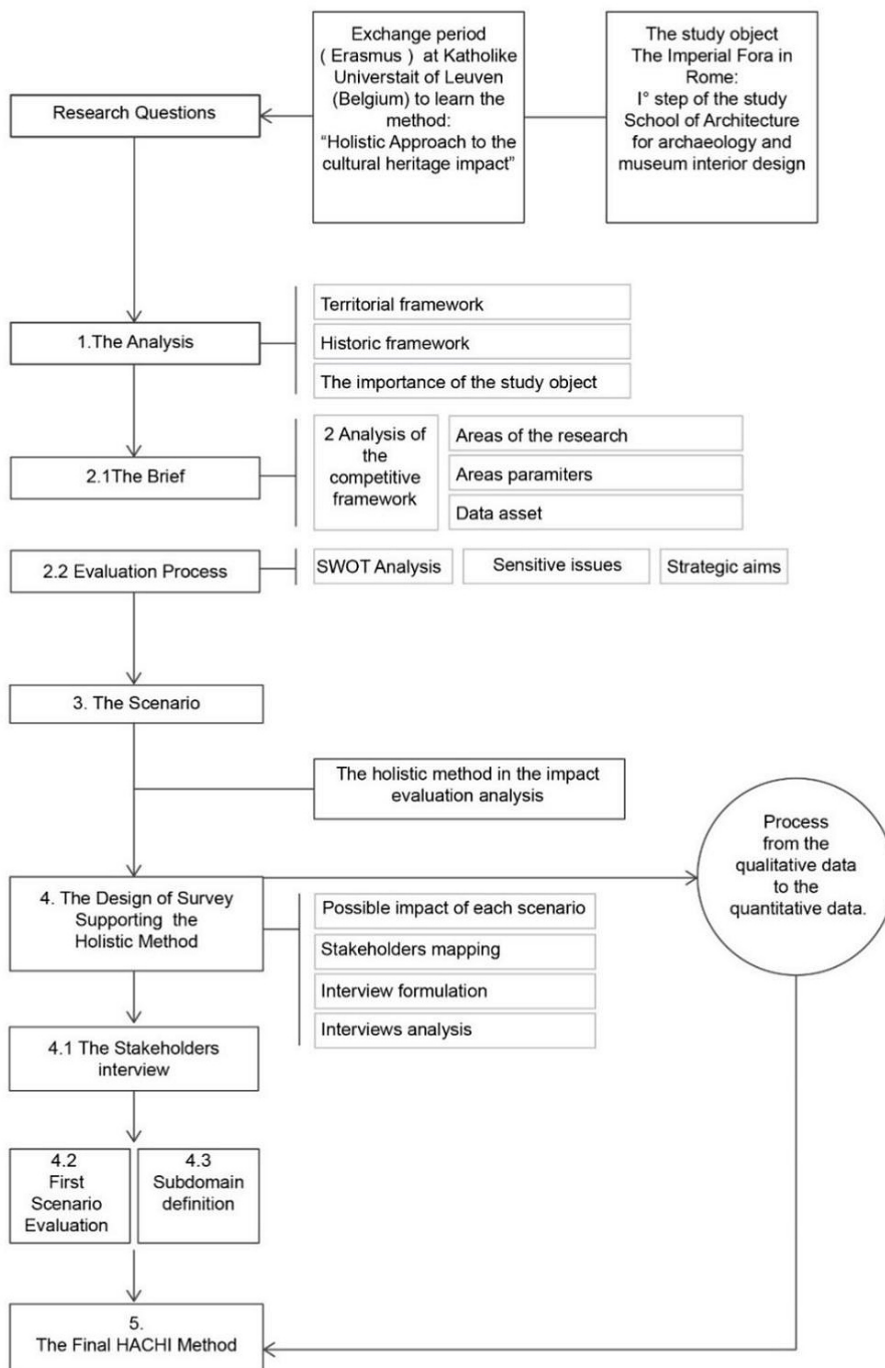 Exchange period
( Erasmus ) at Katholike
Universtait of Leuven
(Belgium) to learn the
method:
“Holistic Approach to the
cultural heritage impact”
The study object
The Imperial Fora in
Rome:
I° step of the study
School of Architecture
for archaeology and
museum interior design
Research Questions
1.The Analysis
Territorial framework
Historic framework
The importance of the study object
2.1The Brief
2 Analysis of
the
competitive
framework
Areas of the research
Areas paramiters
Data asset
2.2 Evaluation Process
SWOT Analysis
Sensitive issues
Strategic aims
3. The Scenario
The holistic method in the impact
evaluation analysis
Process
from the
qualitative data
to the
quantitative data.
4. The Design of Survey
Supporting the
Holistic Method
Possible impact of each scenario
Stakeholders mapping
Interview formulation
Interviews analysis
4.1 The Stakeholders
interview
4.2
First
Scenario
Evaluation
4.3
Subdomain
definition
5.
The Final HACHI Method